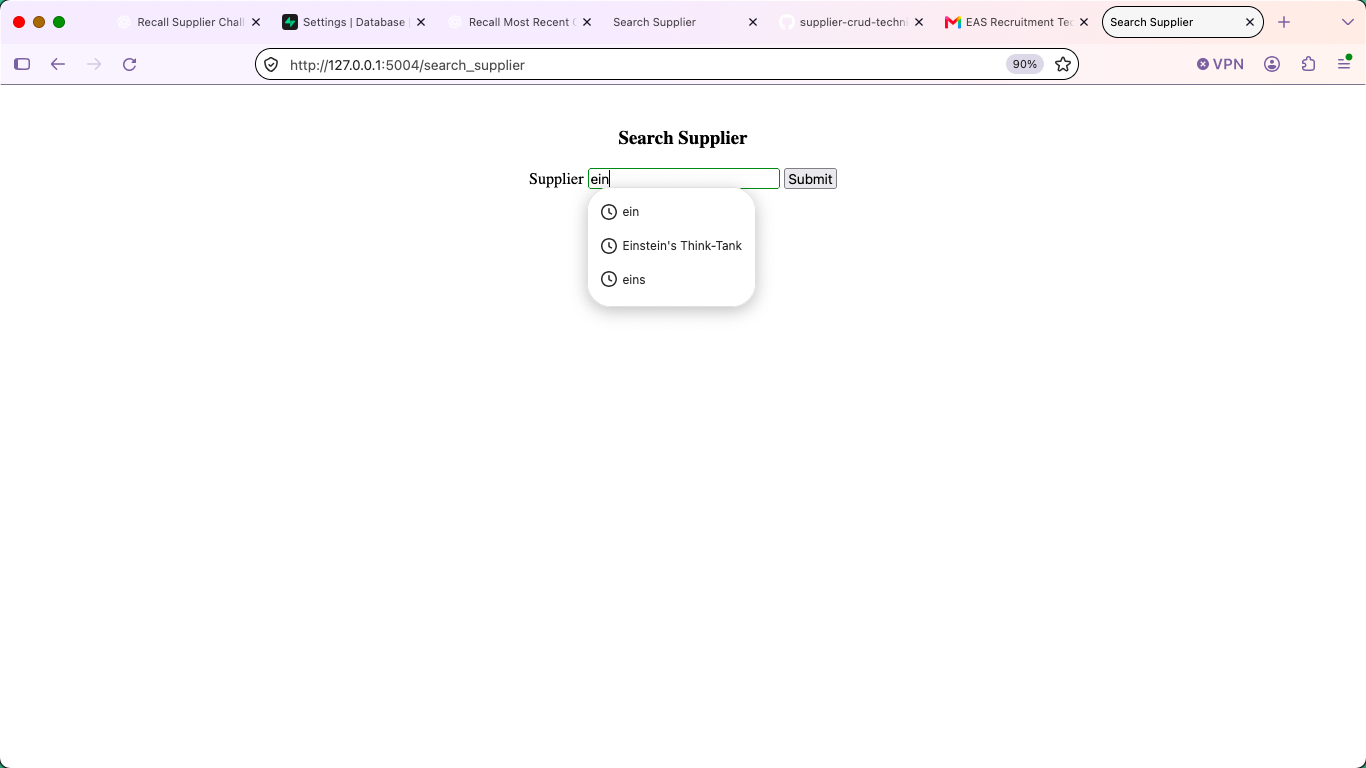 Recall Supplier Chall
Settings | Database
Recall Most Recent
Search Supplier
supplier-crud-techni
EAS Recruitment Tec
Search Supplier
http://127.0.0.1:5004/search_supplier
90%
VPN
Search Supplier
Supplier ein Submit
ein
Einstein's Think-Tank
eins